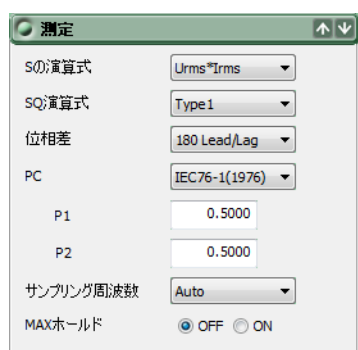 測定
Sの演算式 Urms*Irms
SQ演算式 Type1
位相差 180 Lead/Lag
PC IEC76-1(1976)
P1 0.5000
P2 0.5000
サンプリング周波数 Auto
MAXホールド OFF ON